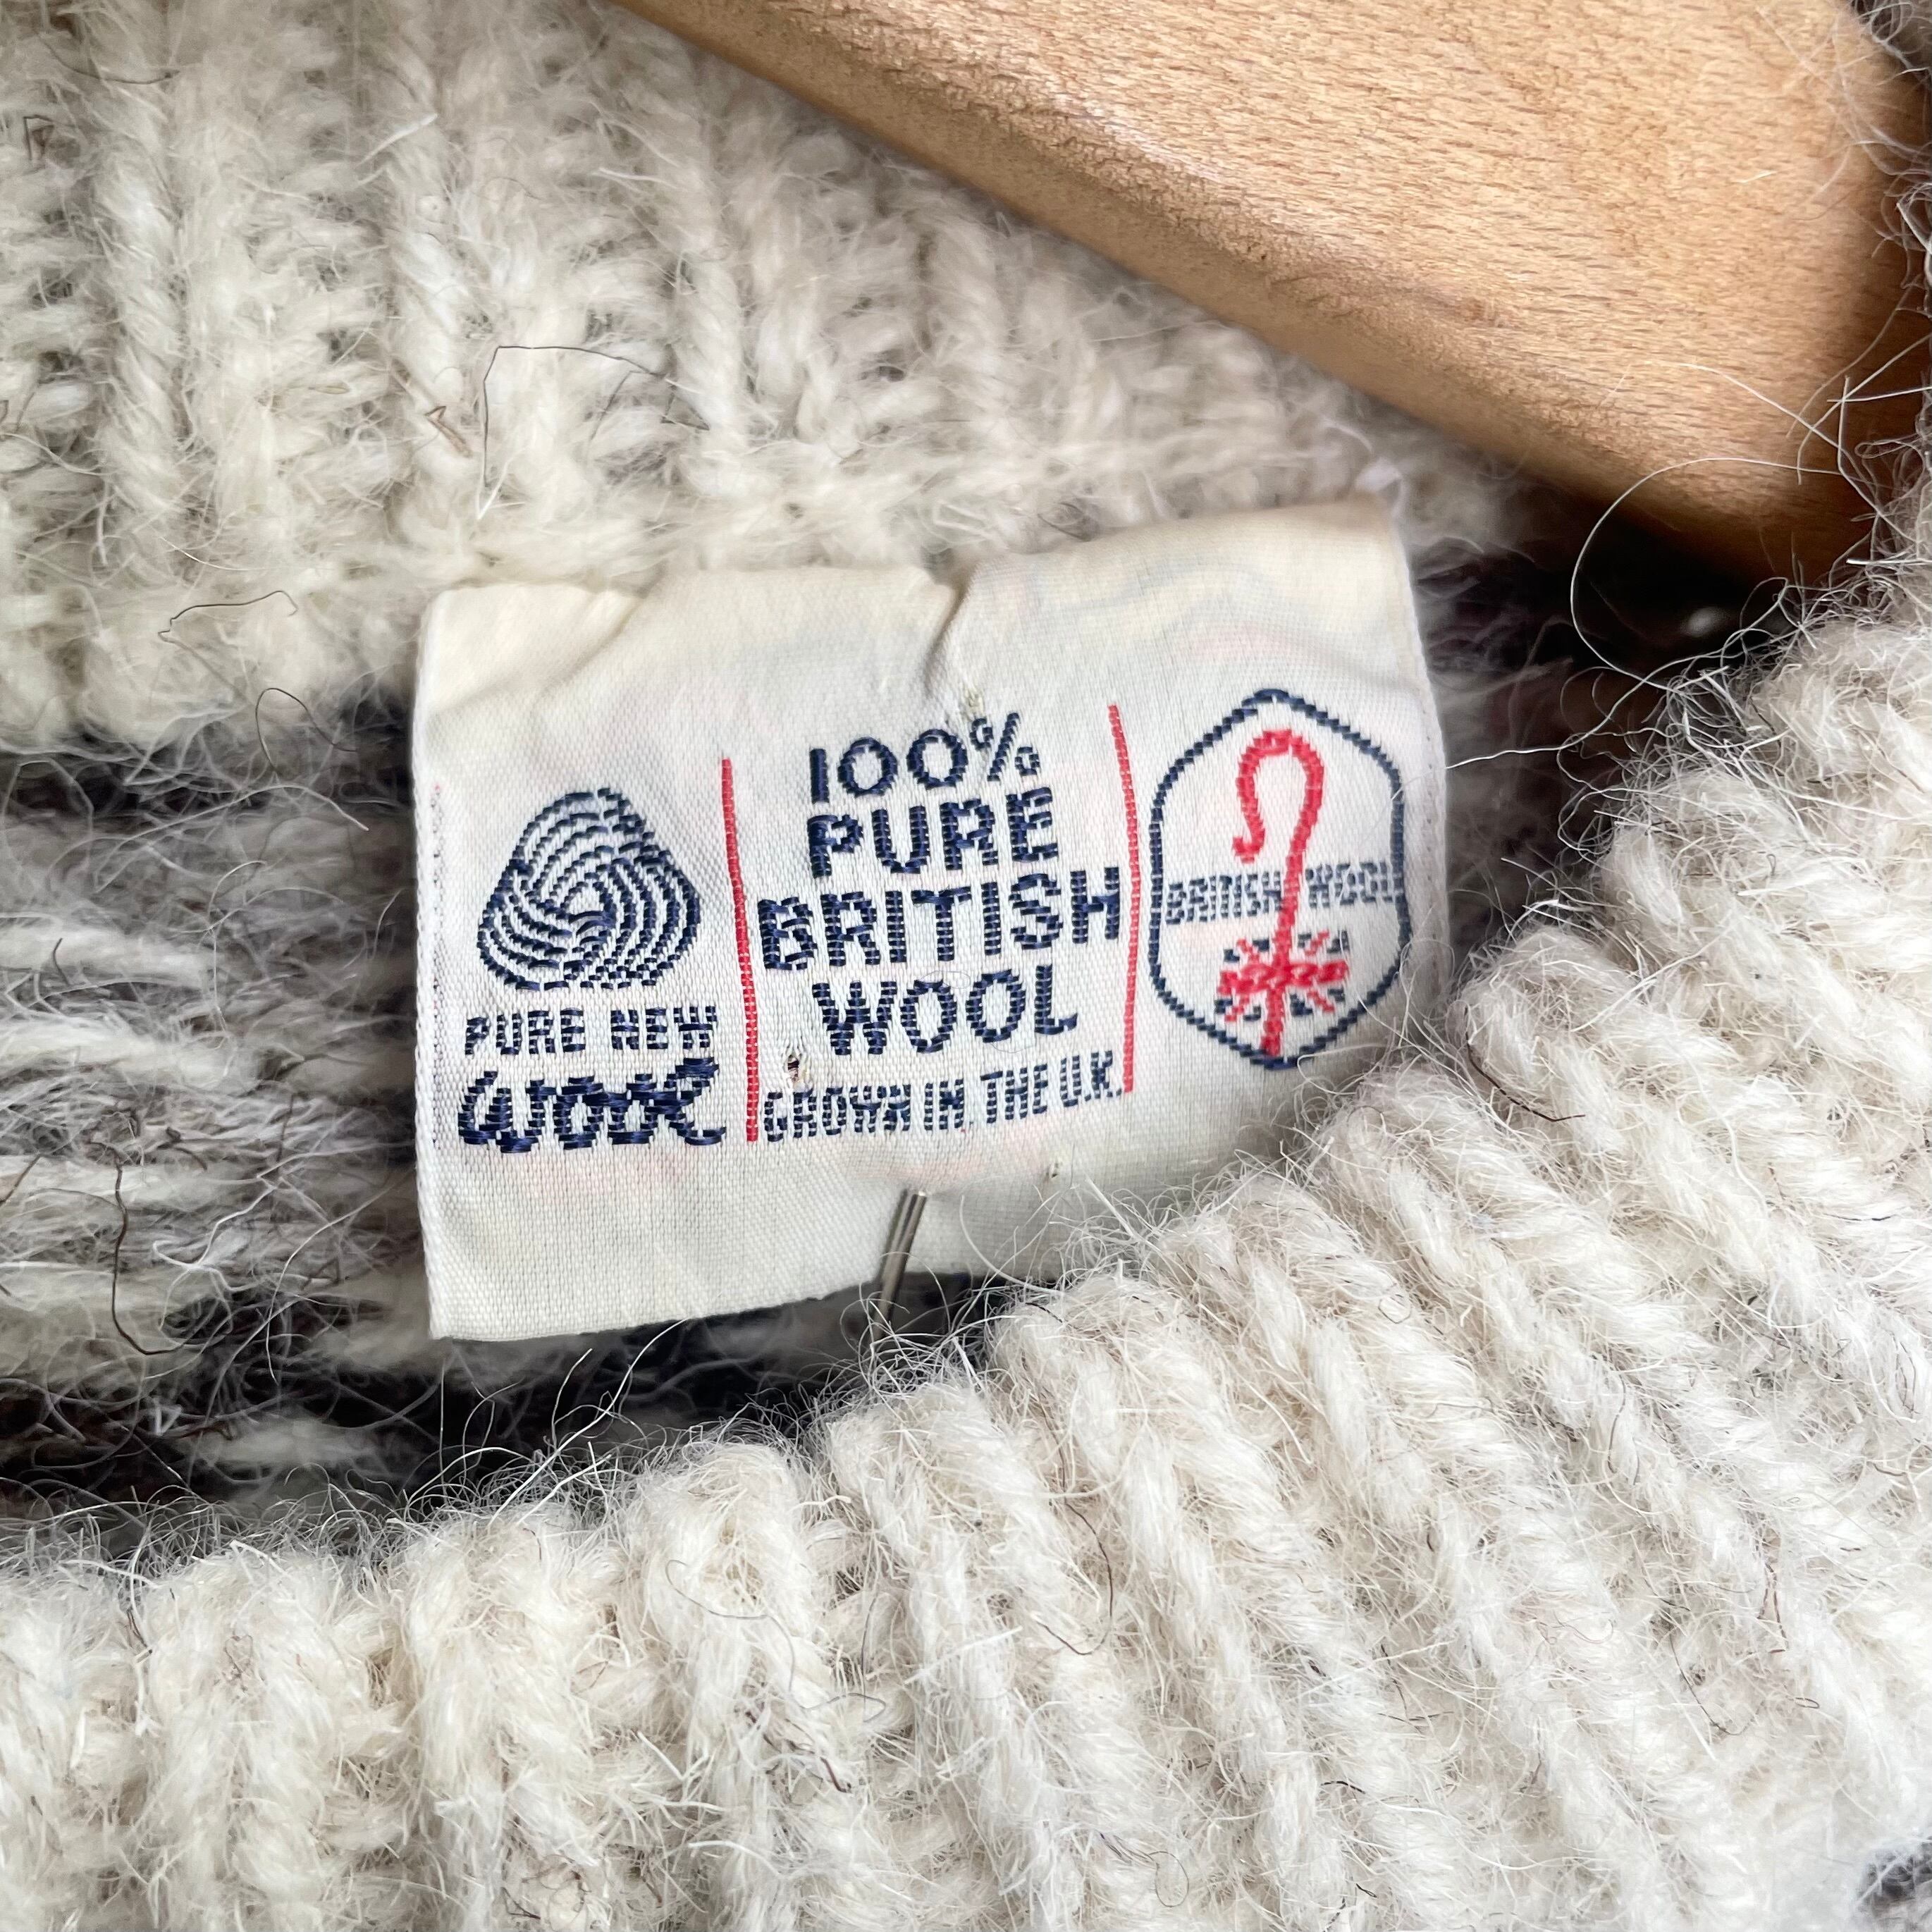 PURE NEW
wool
100%
PURE
BRITISH
WOOL
GROWN IN THE U.K.
BRITISH WOOL